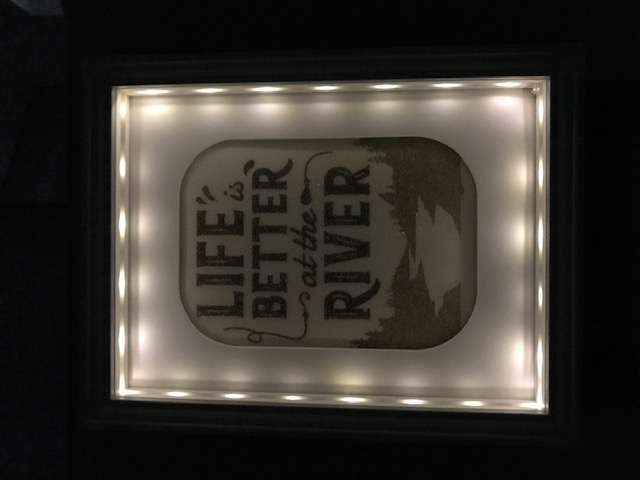 LIFE is
BETTER
at the
RIVER